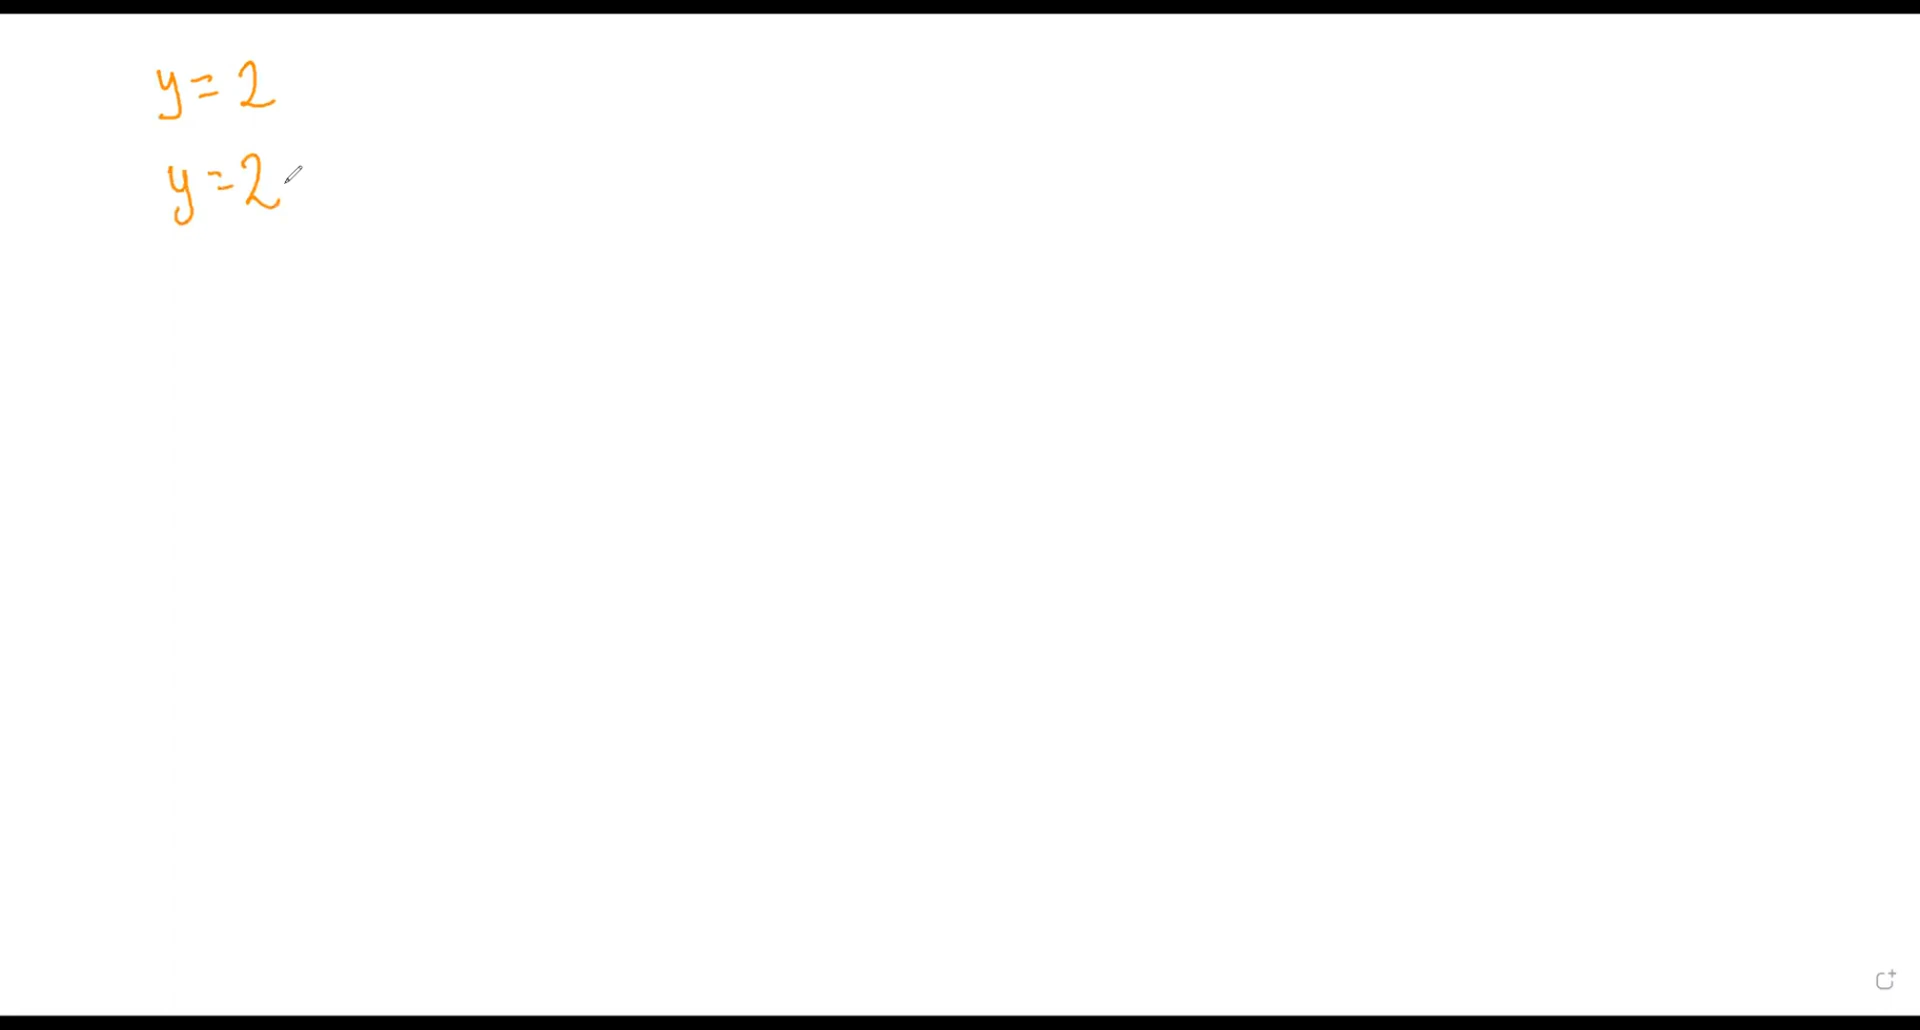 y = 2
y = 2